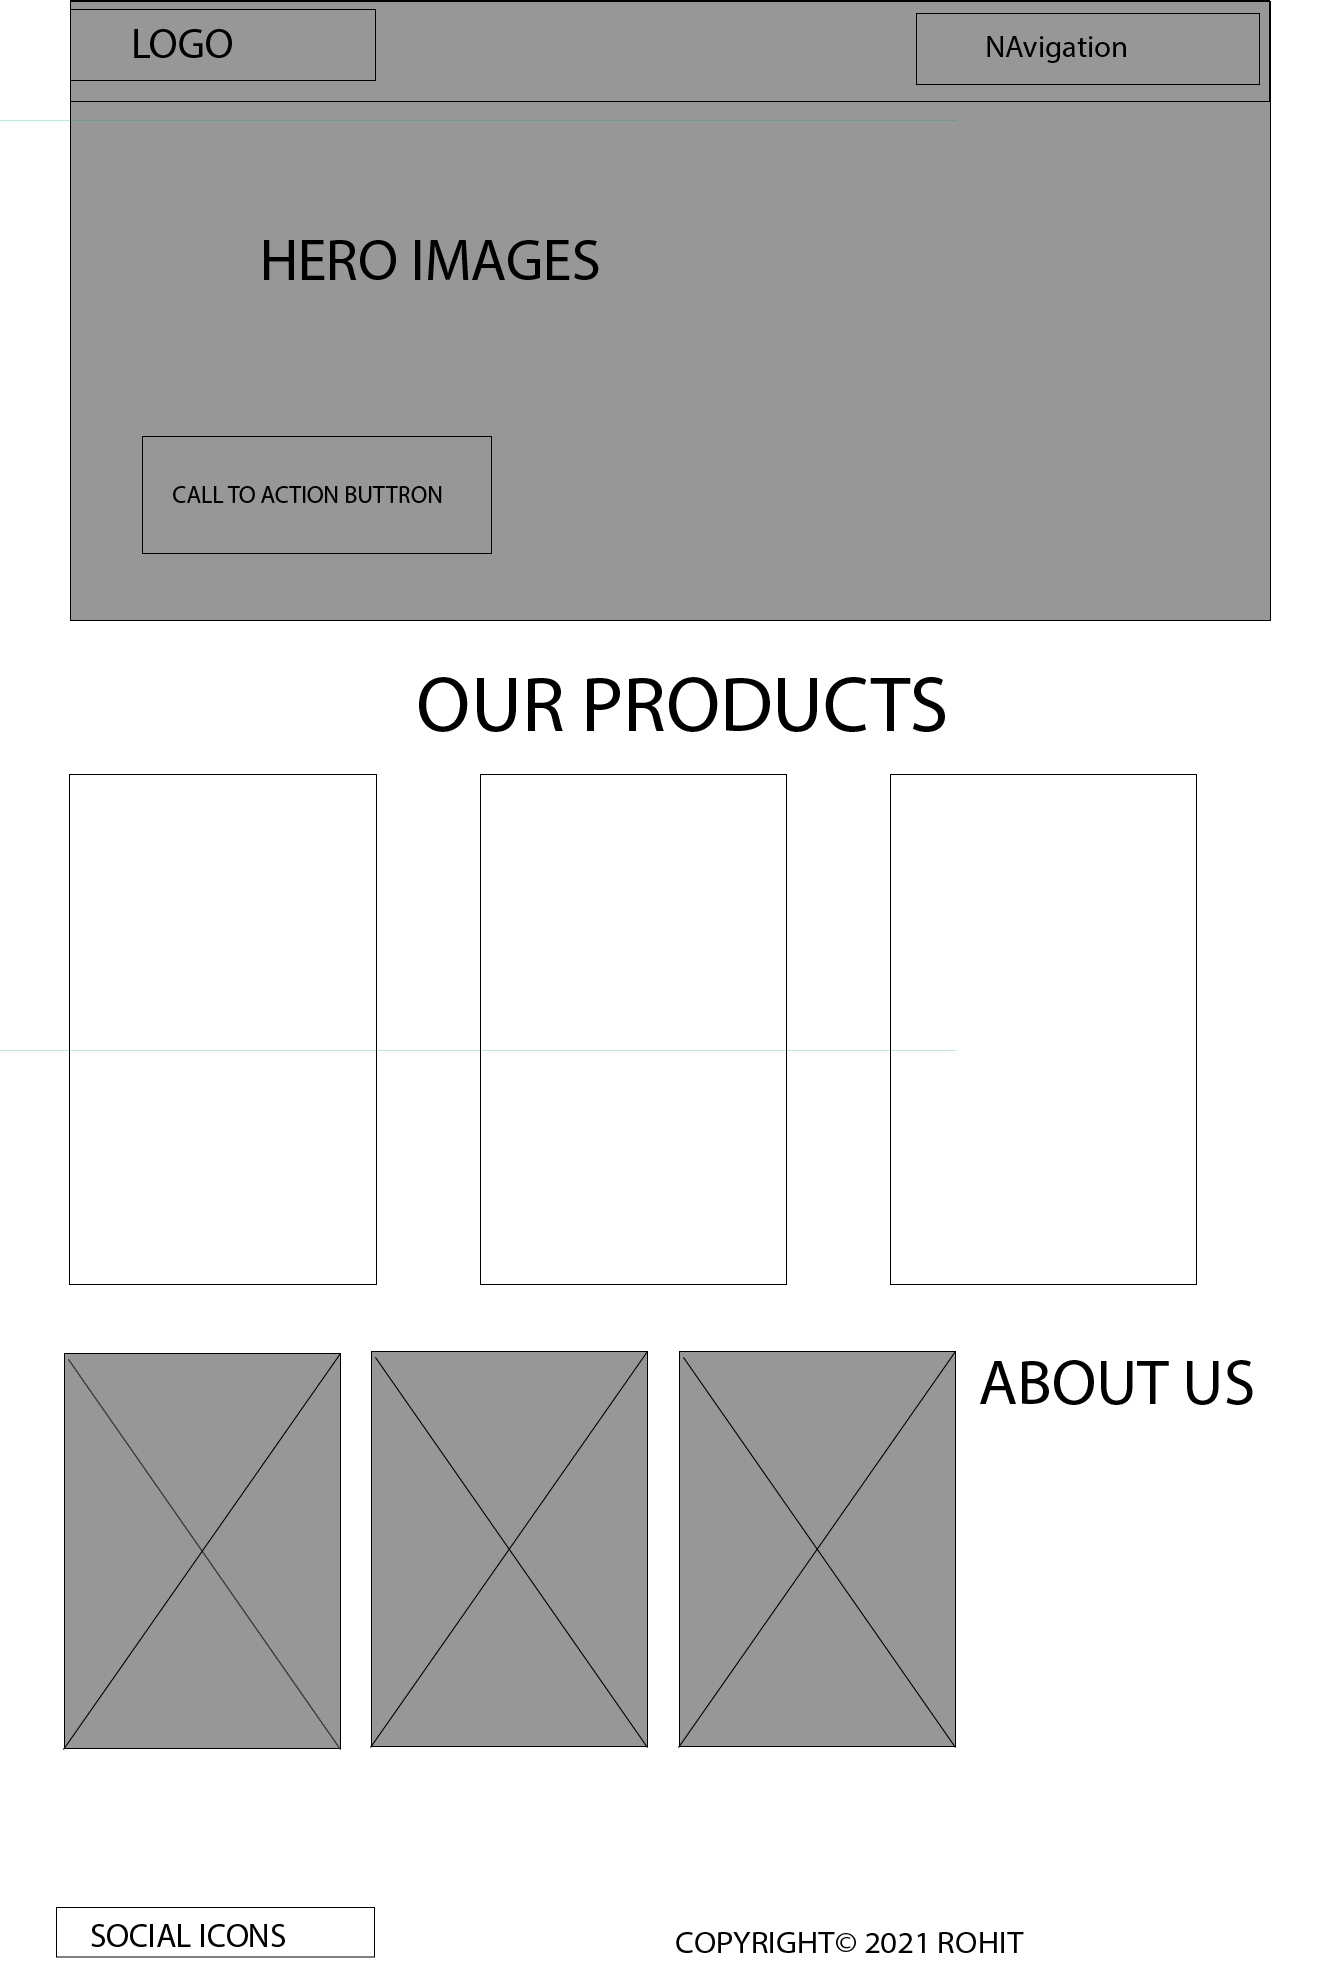 LOGO
NAvigation
HERO IMAGES
CALL TO ACTION BUTTRON
OUR PRODUCTS
ABOUT US
SOCIAL ICONS
COPYRIGHT© 2021 ROHIT